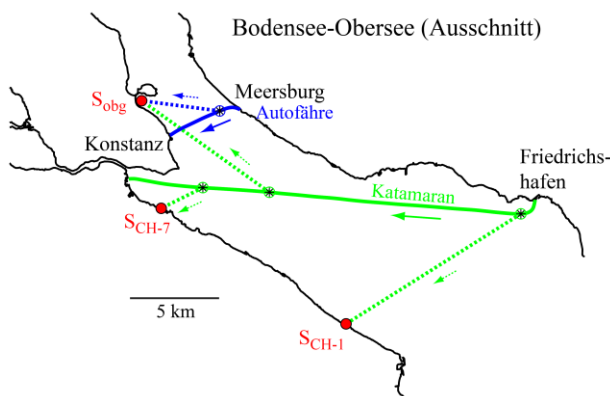 Bodensee-Obersee (Ausschnitt)
Sobg
Meersburg
Autofähre
Konstanz
Friedrichs-
hafen
Katamaran
SCH-7
5 km
SCH-1